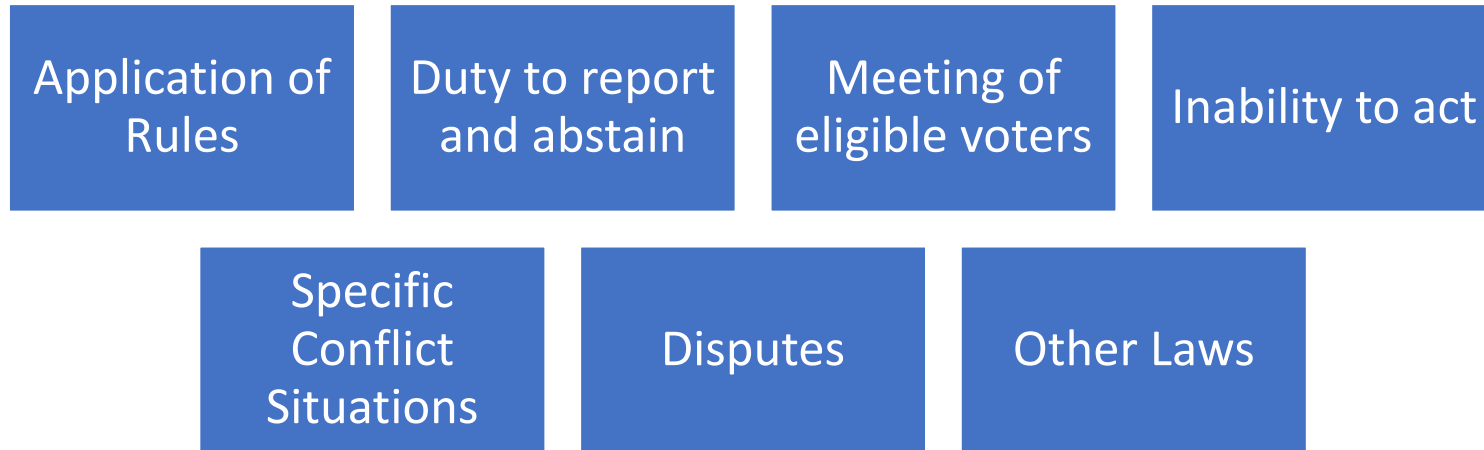 Application of
Rules
Duty to report
and abstain
Meeting of
eligible voters
Inability to act
Specific
Conflict
Situations
Disputes
Other Laws